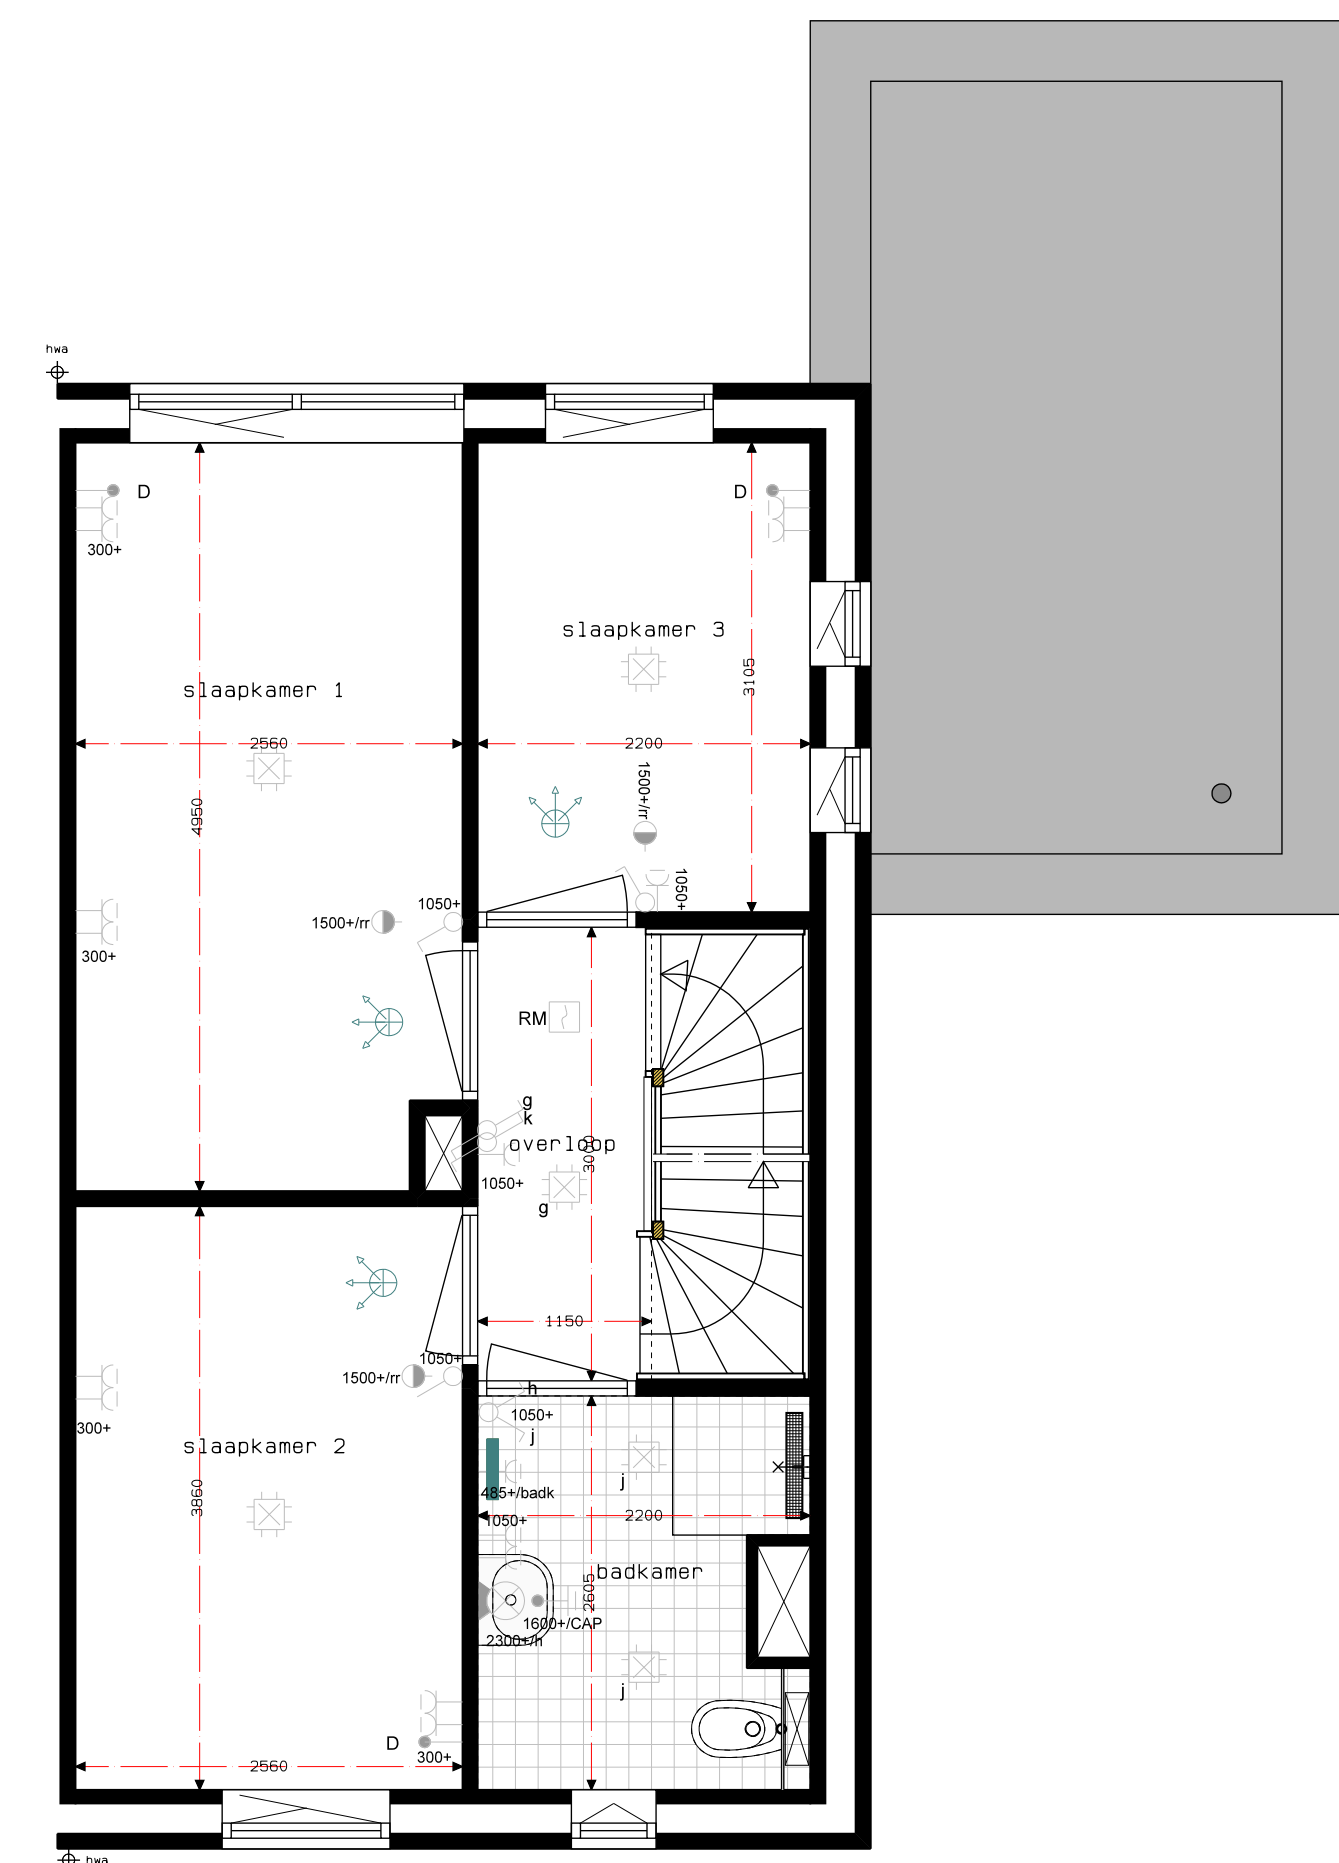 hwa
D
300+
D
slaapkamer 3
3105
slaapkamer 1
2560
2200
1500+/rr
4950
1050+
1050+
1500+/rr
300+
RM
g
k
overloop
3000
1050+
g
1150
1050+
1500+/rr
h
1050+
300+
j
slaapkamer 2
j
3860
485+/badk
2200
1050+
badkamer
2605
1600+/CAP
2300+/h
j
D
300+
2560
hwa